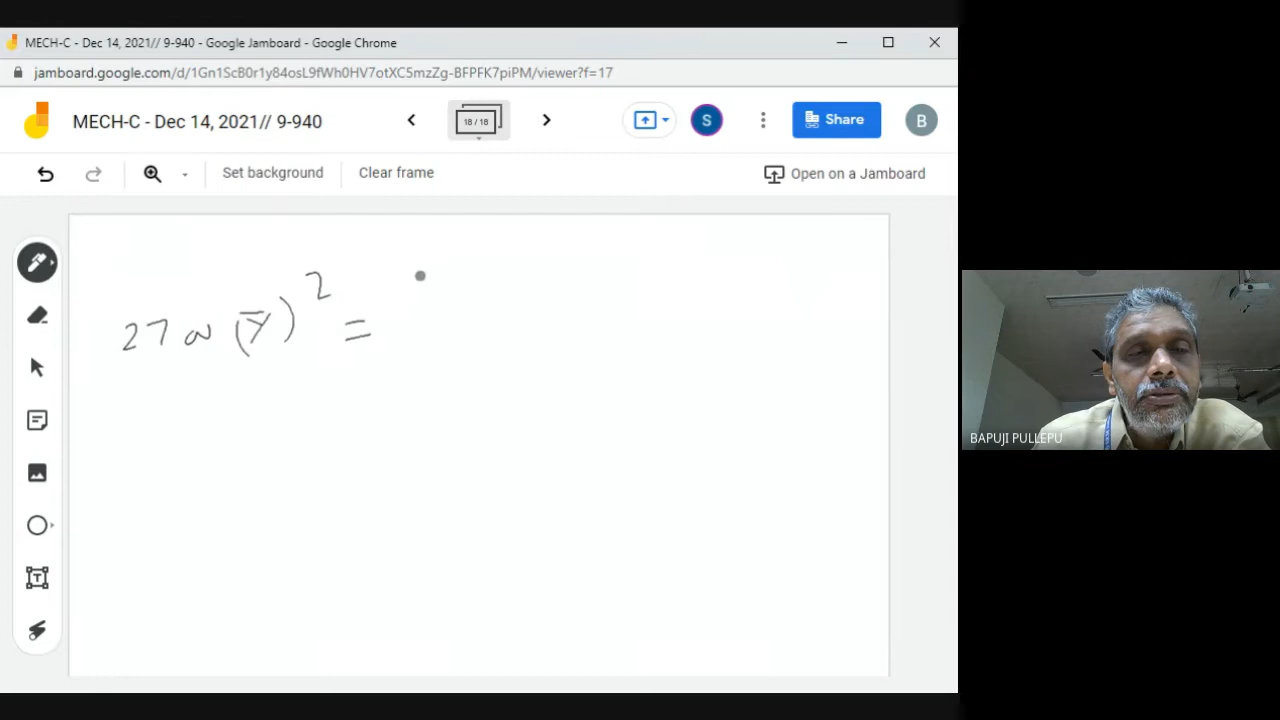 MECH-C - Dec 14, 2021// 9-940 - Google Jamboard - Google Chrome
jamboard.google.com/d/1Gn1ScB0r1y84osL9fWh0HV7otXC5mzZg-BFPFK7piPM/viewer?f=17
MECH-C - Dec 14, 2021// 9-940
18 / 18
S
Share
B
Set background
Clear frame
Open on a Jamboard
27 a (Y̅)² =
T
BAPUJI PULLEPU